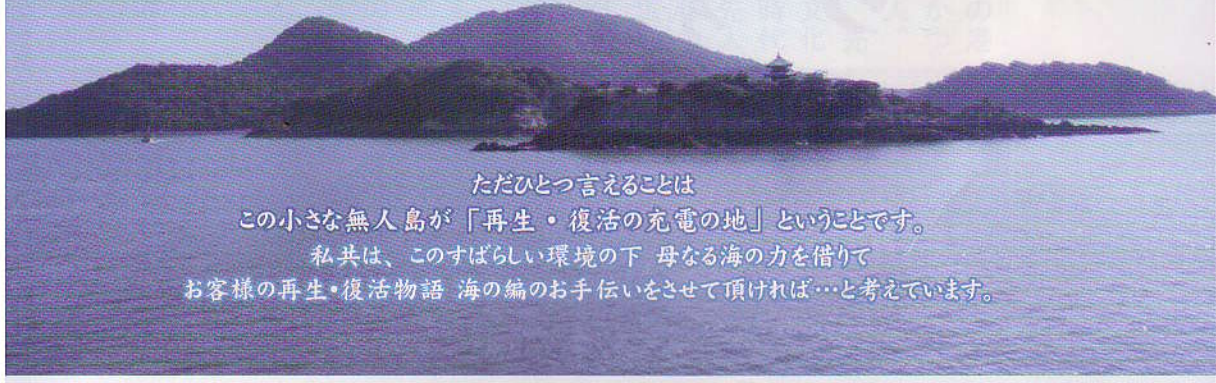 ただひとつ言えることは
この小さな無人島が「再生・復活の充電の地」ということです。
私共は、このすばらしい環境の下 母なる海の力を借りて
お客様の再生・復活物語 海の編のお手伝いをさせて頂ければ…と考えています。